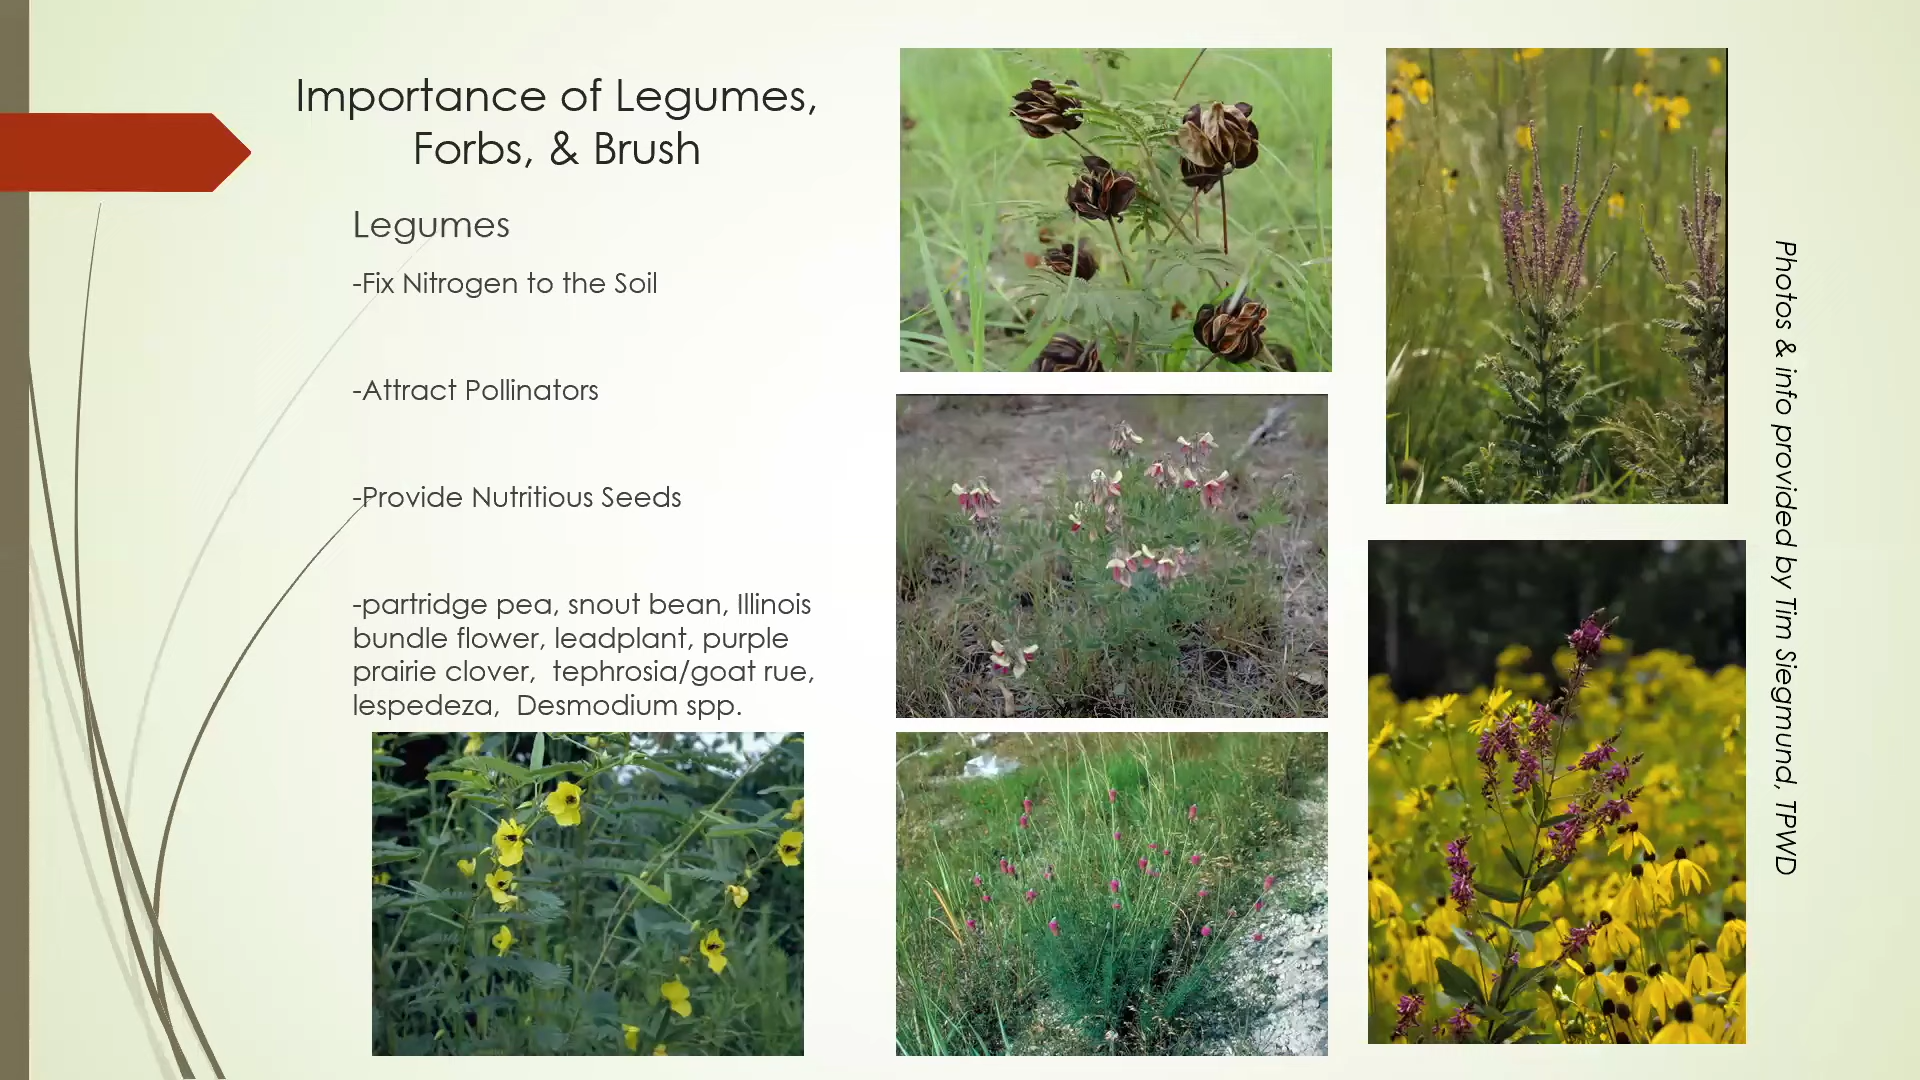 Importance of Legumes,
Forbs, & Brush
Legumes
-Fix Nitrogen to the Soil
-Attract Pollinators
-Provide Nutritious Seeds
-partridge pea, snout bean, Illinois
bundle flower, leadplant, purple
prairie clover,  tephrosia/goat rue,
lespedeza,  Desmodium spp.
Photos & info provided by Tim Siegmund, TPWD